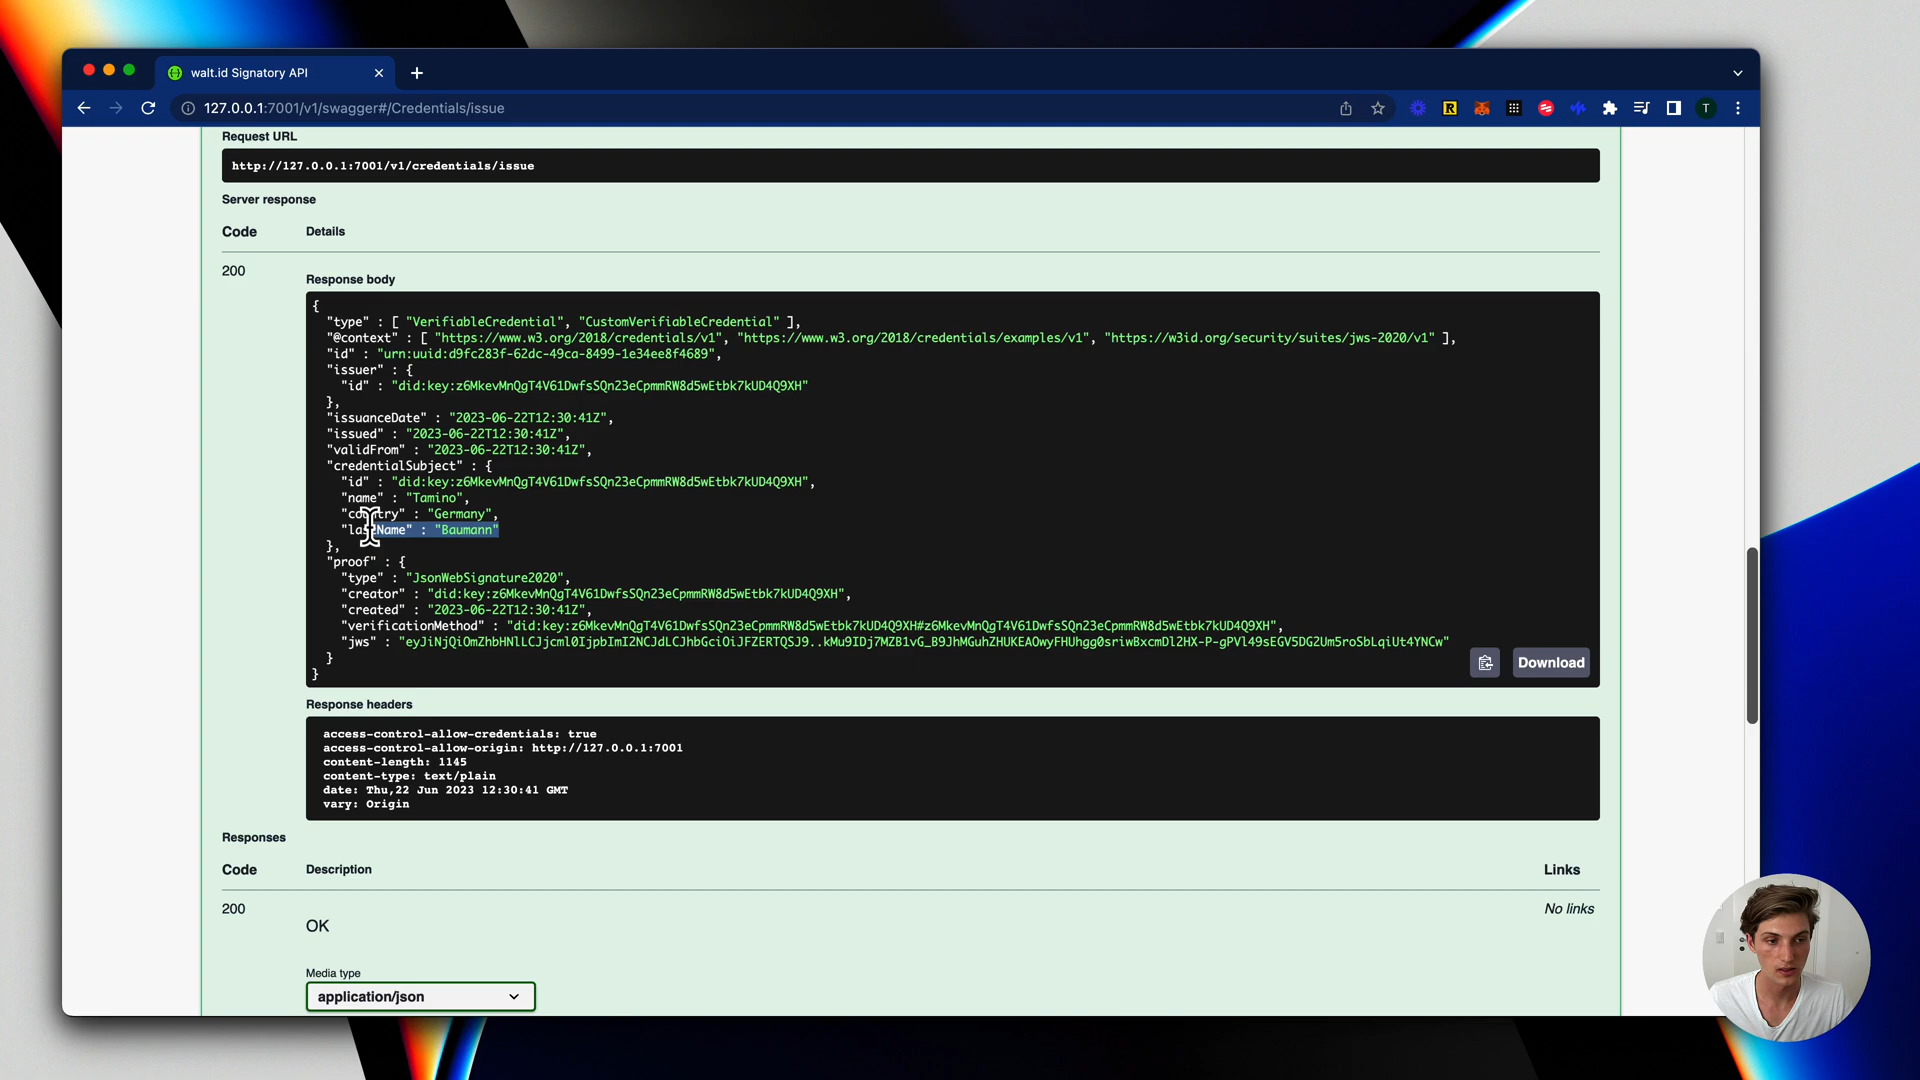 walt.id Signatory API
127.0.0.1:7001/v1/swagger#/Credentials/issue
R
T
Request URL
http://127.0.0.1:7001/v1/credentials/issue
Server response
Code Details
200
Response body
{
"type" : [ "VerifiableCredential", "CustomVerifiableCredential" ],
"@context" : [ "https://www.w3.org/2018/credentials/v1", "https://www.w3.org/2018/credentials/examples/v1", "https://w3id.org/security/suites/jws-2020/v1" ],
"id" : "urn:uuid:d9fc283f-62dc-49ca-8499-1e34ee8f4689",
"issuer" : {
"id" : "did:key:z6MkevMnQgT4V61DwfsSQn23eCpmmRW8d5wEtbk7kUD4Q9XH"
},
"issuanceDate" : "2023-06-22T12:30:41Z",
"issued" : "2023-06-22T12:30:41Z",
"validFrom" : "2023-06-22T12:30:41Z",
"credentialSubject" : {
"id" : "did:key:z6MkevMnQgT4V61DwfsSQn23eCpmmRW8d5wEtbk7kUD4Q9XH",
"name" : "Tamino",
"country" : "Germany",
"lastName" : "Baumann"
},
"proof" : {
"type" : "JsonWebSignature2020",
"creator" : "did:key:z6MkevMnQgT4V61DwfsSQn23eCpmmRW8d5wEtbk7kUD4Q9XH",
"created" : "2023-06-22T12:30:41Z",
"verificationMethod" : "did:key:z6MkevMnQgT4V61DwfsSQn23eCpmmRW8d5wEtbk7kUD4Q9XH#z6MkevMnQgT4V61DwfsSQn23eCpmmRW8d5wEtbk7kUD4Q9XH",
"jws" : "eyJiNjQiOmZhbHNlLCJjcml0IjpbImI2NCJdLCJhbGciOiJFZERTQSJ9..kMu9IDj7MZB1vG_B9JhMGuhZHUKEAOwyFHUhgg0sriwBxcmDl2HX-P-gPVl49sEGV5DG2Um5roSbLqiUt4YNCw"
}
}
Download
Response headers
access-control-allow-credentials: true
access-control-allow-origin: http://127.0.0.1:7001
content-length: 1145
content-type: text/plain
date: Thu,22 Jun 2023 12:30:41 GMT
vary: Origin
Responses
Code Description Links
200 OK No links
Media type
application/json